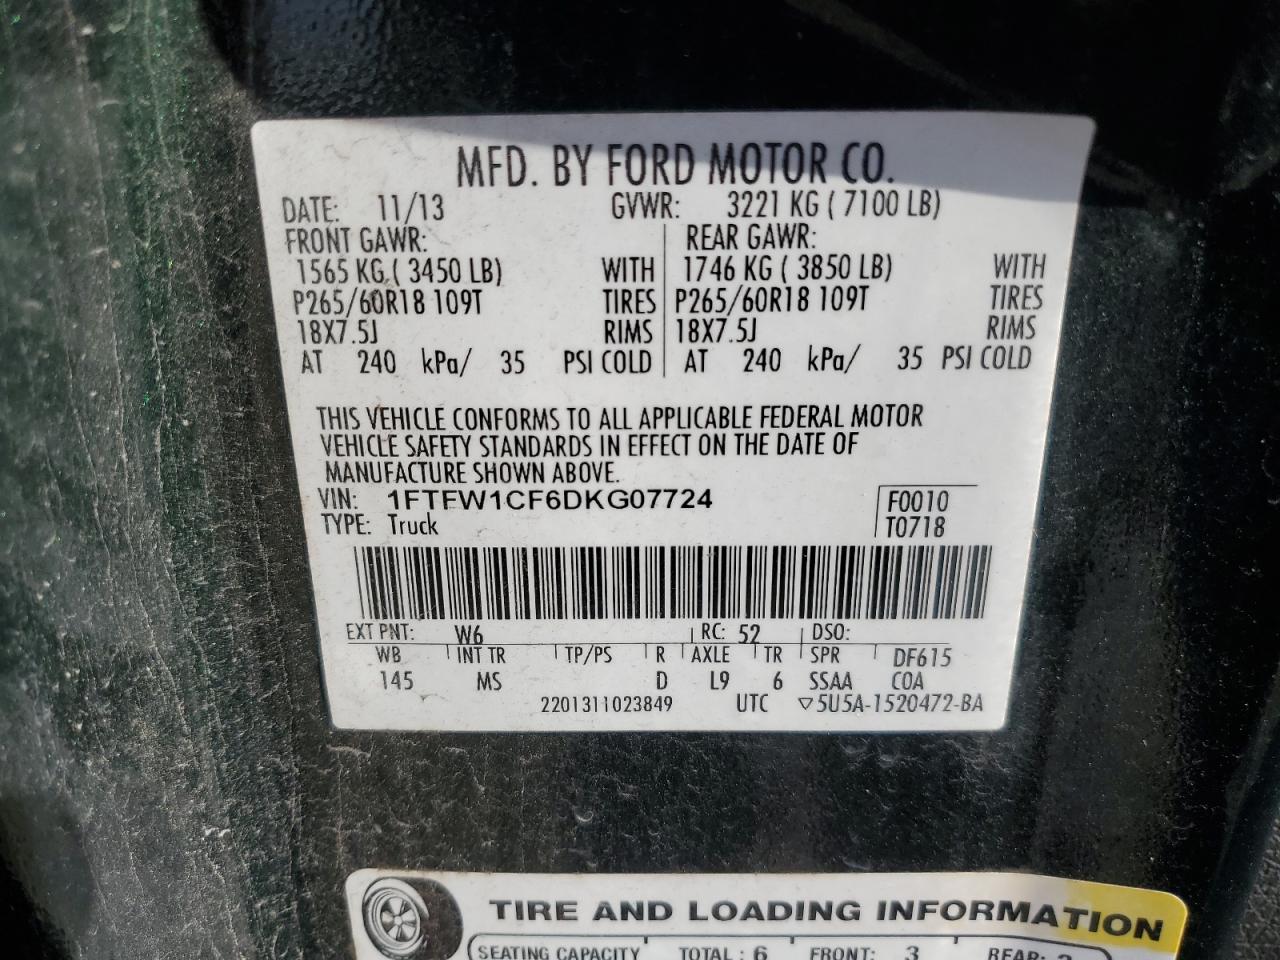 MFD. BY FORD MOTOR CO.
DATE: 11/13 GVWR: 3221 KG ( 7100 LB)
FRONT GAWR: REAR GAWR:
1565 KG ( 3450 LB) WITH 1746 KG ( 3850 LB) WITH
P265/60R18 109T TIRES P265/60R18 109T TIRES
18X7.5J RIMS 18X7.5J RIMS
AT 240 kPa/ 35 PSI COLD AT 240 kPa/ 35 PSI COLD
THIS VEHICLE CONFORMS TO ALL APPLICABLE FEDERAL MOTOR
VEHICLE SAFETY STANDARDS IN EFFECT ON THE DATE OF
MANUFACTURE SHOWN ABOVE.
VIN: 1FTFW1CF6DKG07724 F0010
TYPE: Truck T0718
EXT PNT: W6 RC: 52 DSO:
WB INT TR TP/PS R AXLE TR SPR DF615
145 MS D L9 6 SSAA COA
2201311023849 UTC ▽5U5A-1520472-BA
TIRE AND LOADING INFORMATION
SEATING CAPACITY TOTAL : 6 FRONT: 3 REAR: